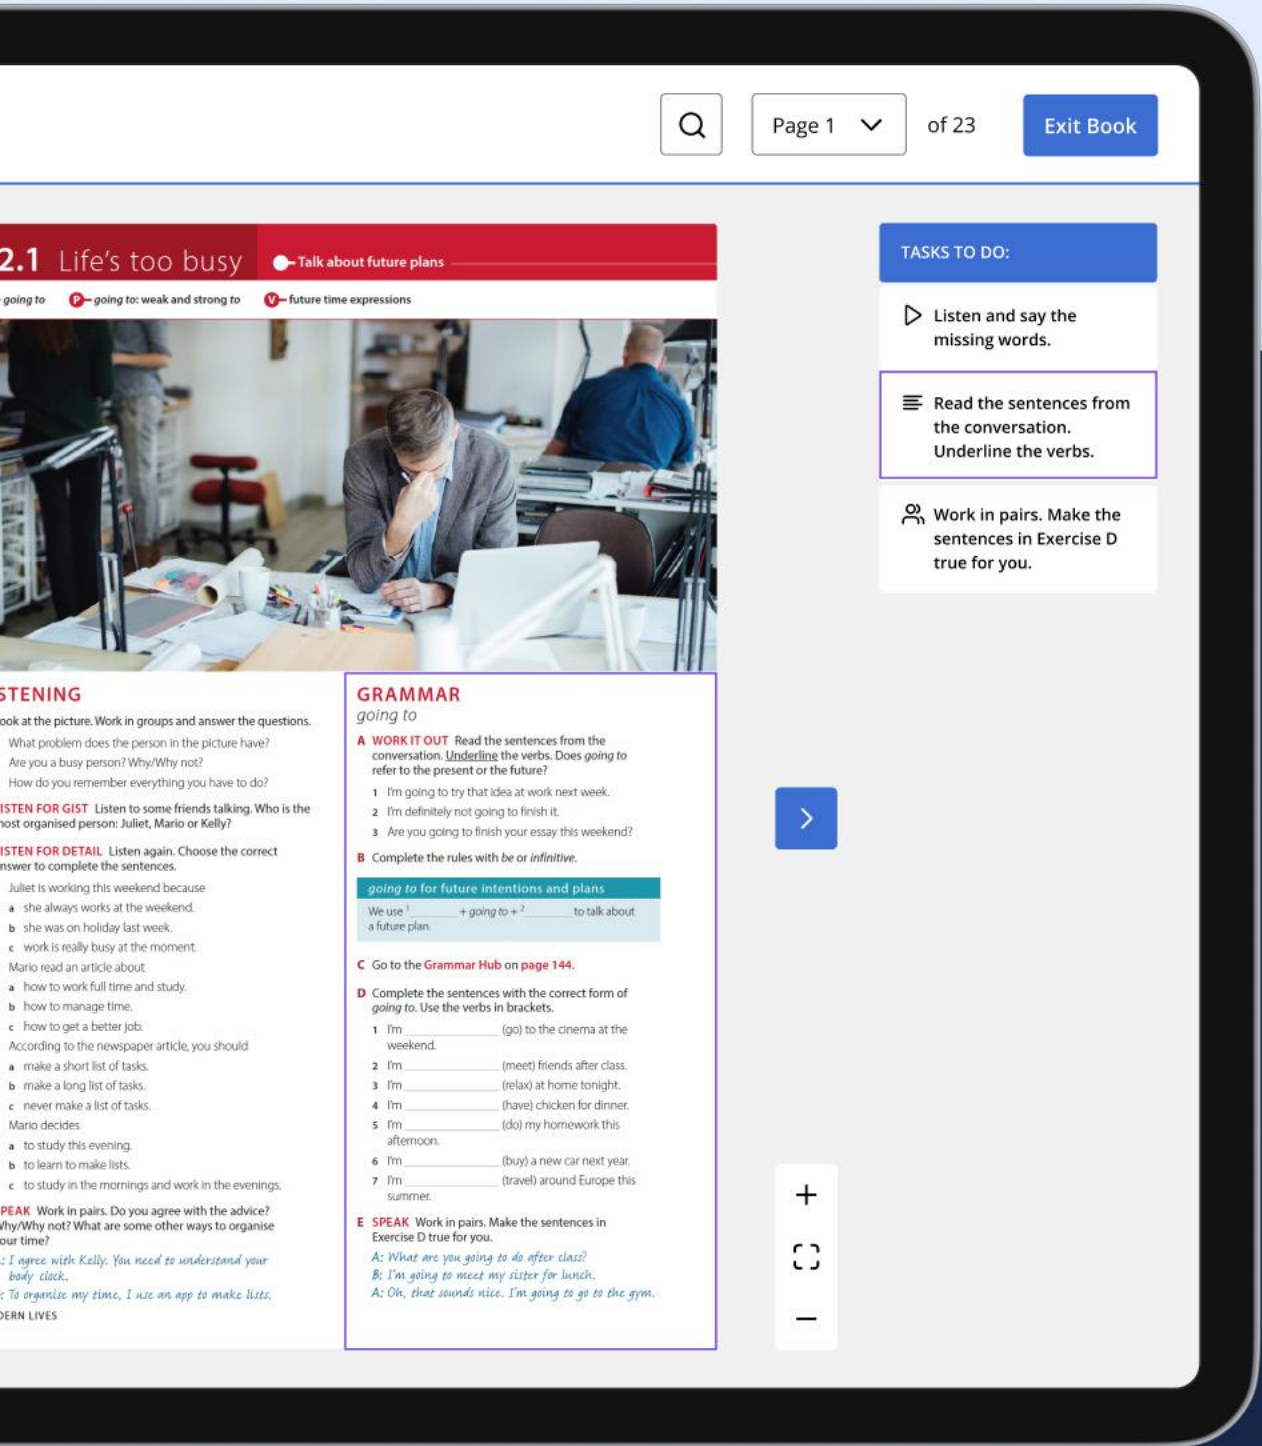 Page 1
of 23
Exit Book
2.1 Life's too busy
Talk about future plans
going to
P going to: weak and strong to
V future time expressions
TASKS TO DO:
Listen and say the
missing words.
Read the sentences from
the conversation.
Underline the verbs.
Work in pairs. Make the
sentences in Exercise D
true for you.
STENING
ook at the picture. Work in groups and answer the questions.
What problem does the person in the picture have?
Are you a busy person? Why/Why not?
How do you remember everything you have to do?
ISTEN FOR GIST Listen to some friends talking. Who is the
most organised person: Juliet, Mario or Kelly?
ISTEN FOR DETAIL Listen again. Choose the correct
nswer to complete the sentences.
Juliet is working this weekend because
a she always works at the weekend.
b she was on holiday last week.
c work is really busy at the moment.
Mario read an article about
a how to work full time and study.
b how to manage time.
c how to get a better job.
According to the newspaper article, you should
a make a short list of tasks.
b make a long list of tasks.
c never make a list of tasks.
Mario decides
a to study this evening.
b to learn to make lists.
c to study in the mornings and work in the evenings.
PEAK Work in pairs. Do you agree with the advice?
Why/Why not? What are some other ways to organise
our time?
: I agree with Kelly. You need to understand your
body clock.
: To organise my time, I use an app to make lists.
DERN LIVES
GRAMMAR
going to
A WORK IT OUT Read the sentences from the
conversation. Underline the verbs. Does going to
refer to the present or the future?
1 I'm going to try that idea at work next week.
2 I'm definitely not going to finish it.
3 Are you going to finish your essay this weekend?
B Complete the rules with be or infinitive.
going to for future intentions and plans
We use 1 ________ + going to + 2 ________ to talk about
a future plan.
C Go to the Grammar Hub on page 144.
D Complete the sentences with the correct form of
going to. Use the verbs in brackets.
1 I'm ________ (go) to the cinema at the
weekend.
2 I'm ________ (meet) friends after class.
3 I'm ________ (relax) at home tonight.
4 I'm ________ (have) chicken for dinner.
5 I'm ________ (do) my homework this
afternoon.
6 I'm ________ (buy) a new car next year.
7 I'm ________ (travel) around Europe this
summer.
E SPEAK Work in pairs. Make the sentences in
Exercise D true for you.
A: What are you going to do after class?
B: I'm going to meet my sister for lunch.
A: Oh, that sounds nice. I'm going to go to the gym.